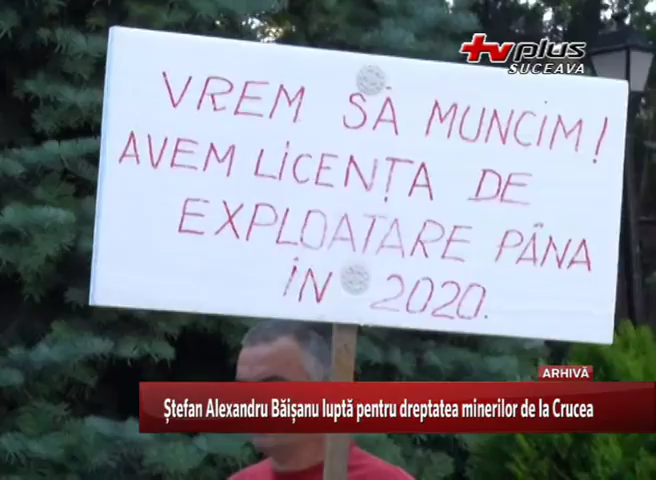 +tvplus
SUCEAVA
VREM SĂ MUNCIM!
AVEM LICENȚA DE
EXPLOATARE PÂNA
ÎN 2020.
ARHIVĂ
Ștefan Alexandru Băișanu luptă pentru dreptatea minerilor de la Crucea